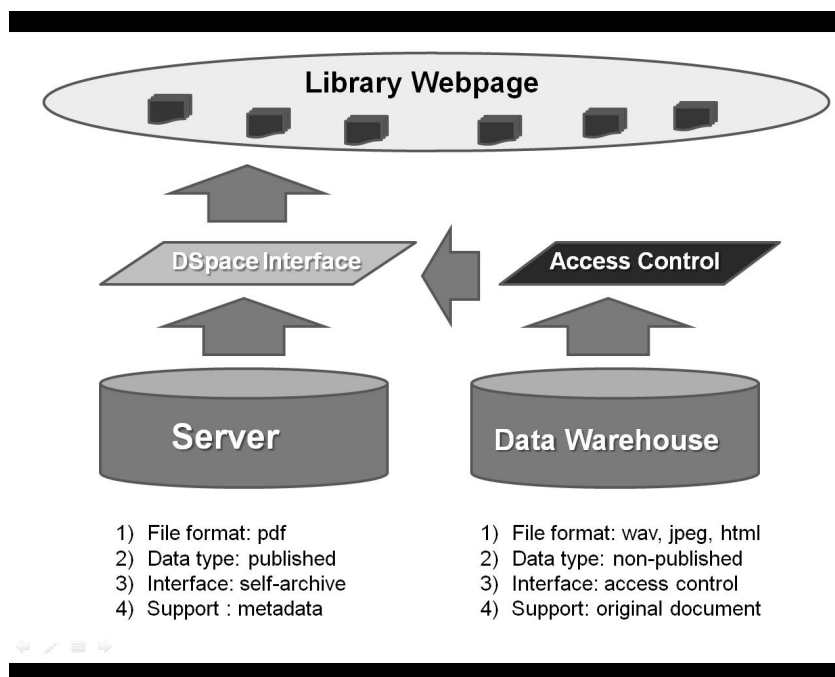 Library Webpage
DSpace Interface
Access Control
Server
Data Warehouse
1) File format: pdf
2) Data type: published
3) Interface: self-archive
4) Support : metadata
1) File format: wav, jpeg, html
2) Data type: non-published
3) Interface: access control
4) Support: original document